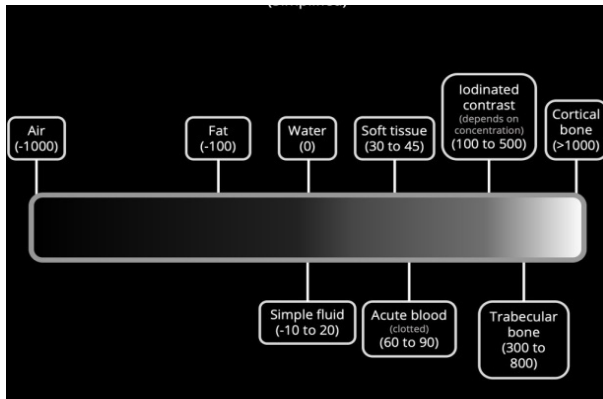 (simplified)
Air
(-1000)
Fat
(-100)
Water
(0)
Soft tissue
(30 to 45)
Iodinated
contrast
(depends on
concentration)
(100 to 500)
Cortical
bone
(>1000)
Simple fluid
(-10 to 20)
Acute blood
(clotted)
(60 to 90)
Trabecular
bone
(300 to
800)